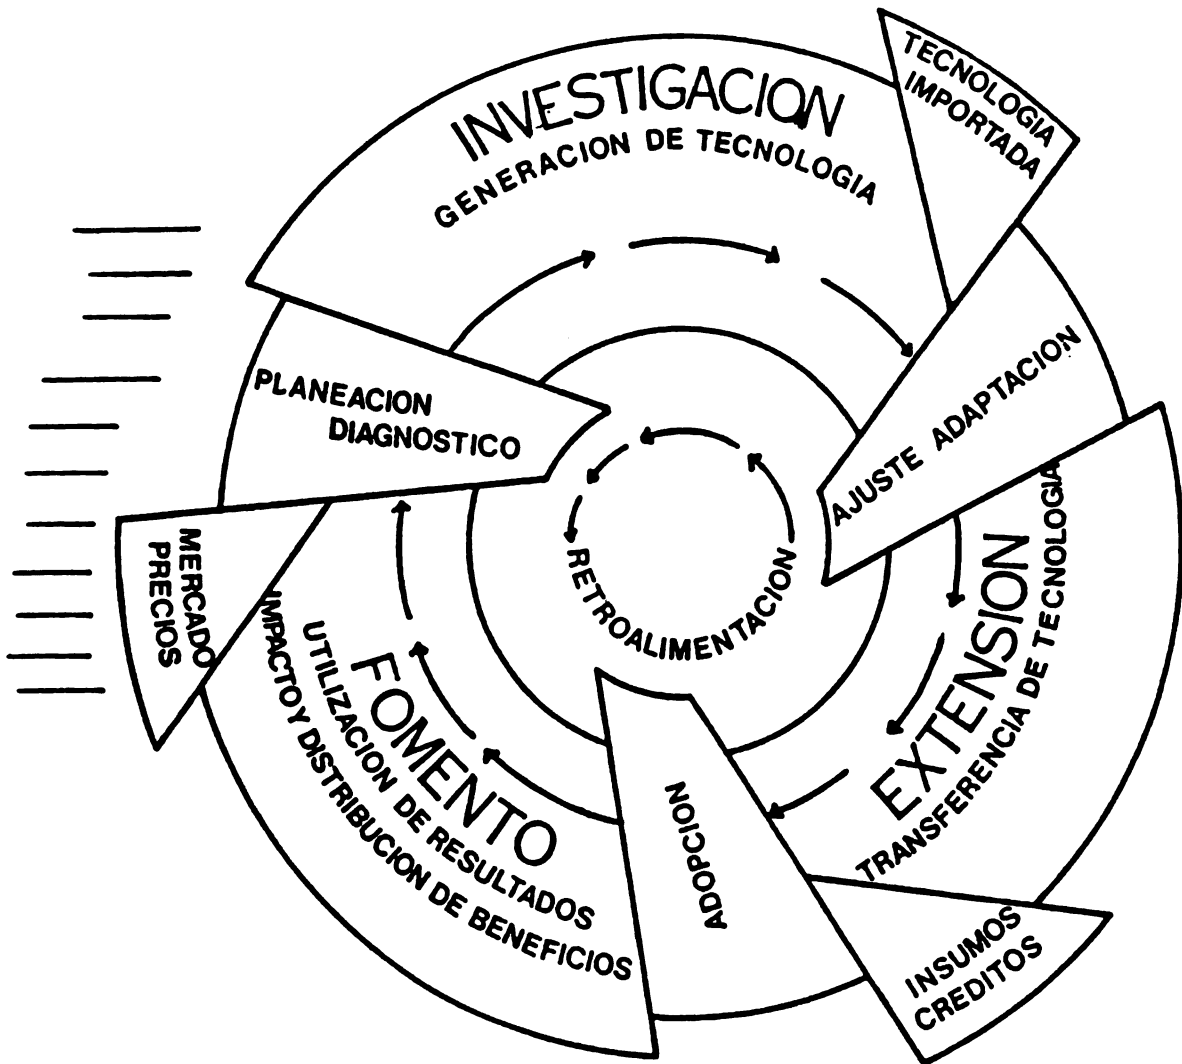 INVESTIGACION
GENERACION DE TECNOLOGIA
TECNOLOGIA
IMPORTADA
AJUSTE ADAPTACION
EXTENSION
TRANSFERENCIA DE TECNOLOGIA
INSUMOS
CREDITOS
ADOPCION
FOMENTO
UTILIZACION DE RESULTADOS
IMPACTO Y DISTRIBUCION DE BENEFICIOS
MERCADO
PRECIOS
PLANEACION
DIAGNOSTICO
RETROALIMENTACION